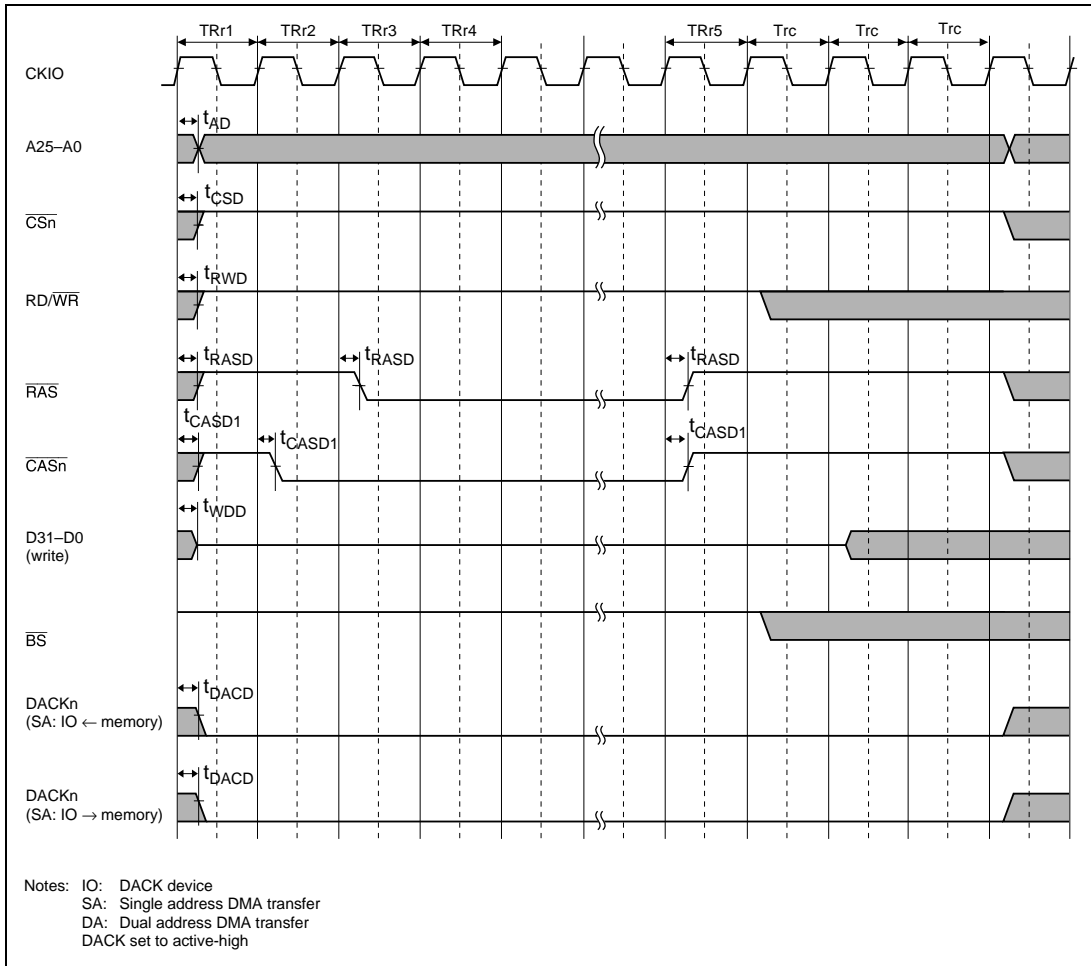 TRr1 TRr2 TRr3 TRr4 TRr5 Trc Trc Trc
CKIO
tAD
A25–A0
tCSD
CSn
tRWD
RD/WR
tRASD tRASD tRASD
RAS
tCASD1 tCASD1 tCASD1
CASn
tWDD
D31–D0
(write)
BS
tDACD
DACKn
(SA: IO ← memory)
tDACD
DACKn
(SA: IO → memory)
Notes: IO: DACK device
SA: Single address DMA transfer
DA: Dual address DMA transfer
DACK set to active-high